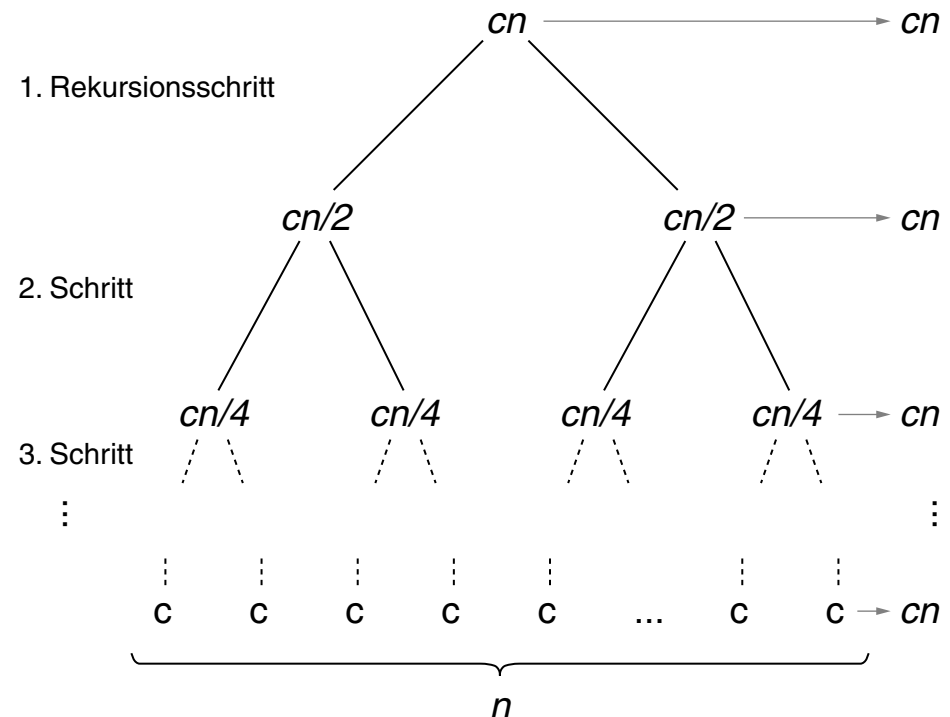 cn cn
1. Rekursionsschritt
cn/2 cn/2 cn
2. Schritt
cn/4 cn/4 cn/4 cn/4 cn
3. Schritt
⋮ ⋮
c c c c c ... c c cn
n